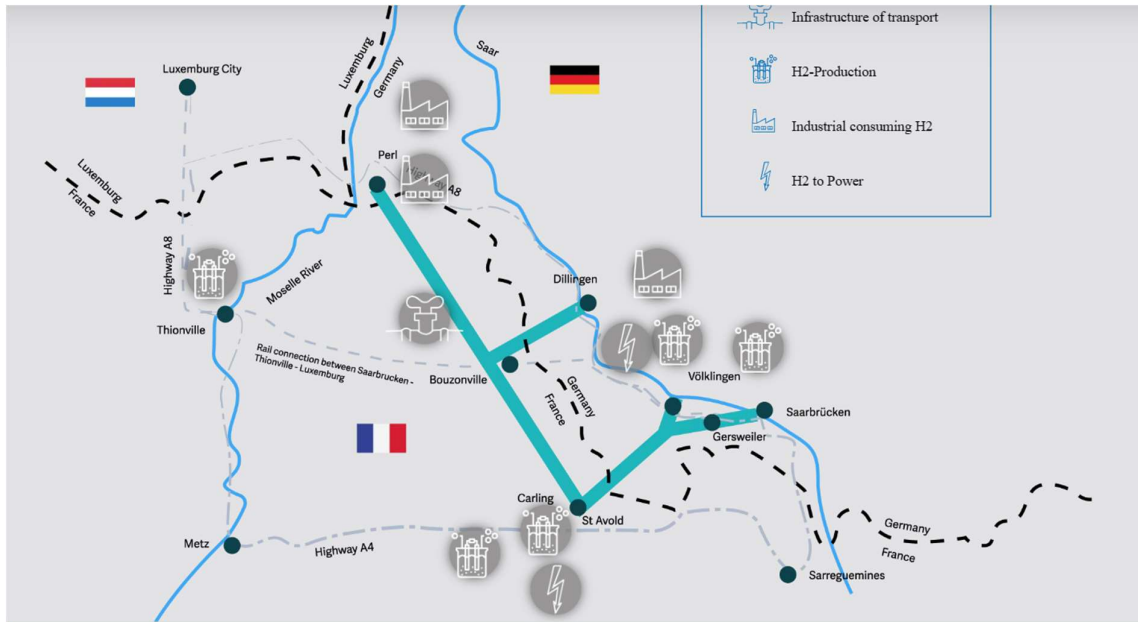 Infrastructure of transport
H2-Production
Industrial consuming H2
H2 to Power
Luxemburg City
Luxemburg
Germany
Saar
Luxemburg
France
Perl
Highway A8
Highway A8
Moselle River
Thionville
Dillingen
Rail connection between Saarbrucken -
Thionville - Luxemburg
Bouzonville
Germany
France
Völklingen
Saarbrücken
Gersweiler
Carling
St Avold
Metz
Highway A4
Germany
France
Sarreguemines